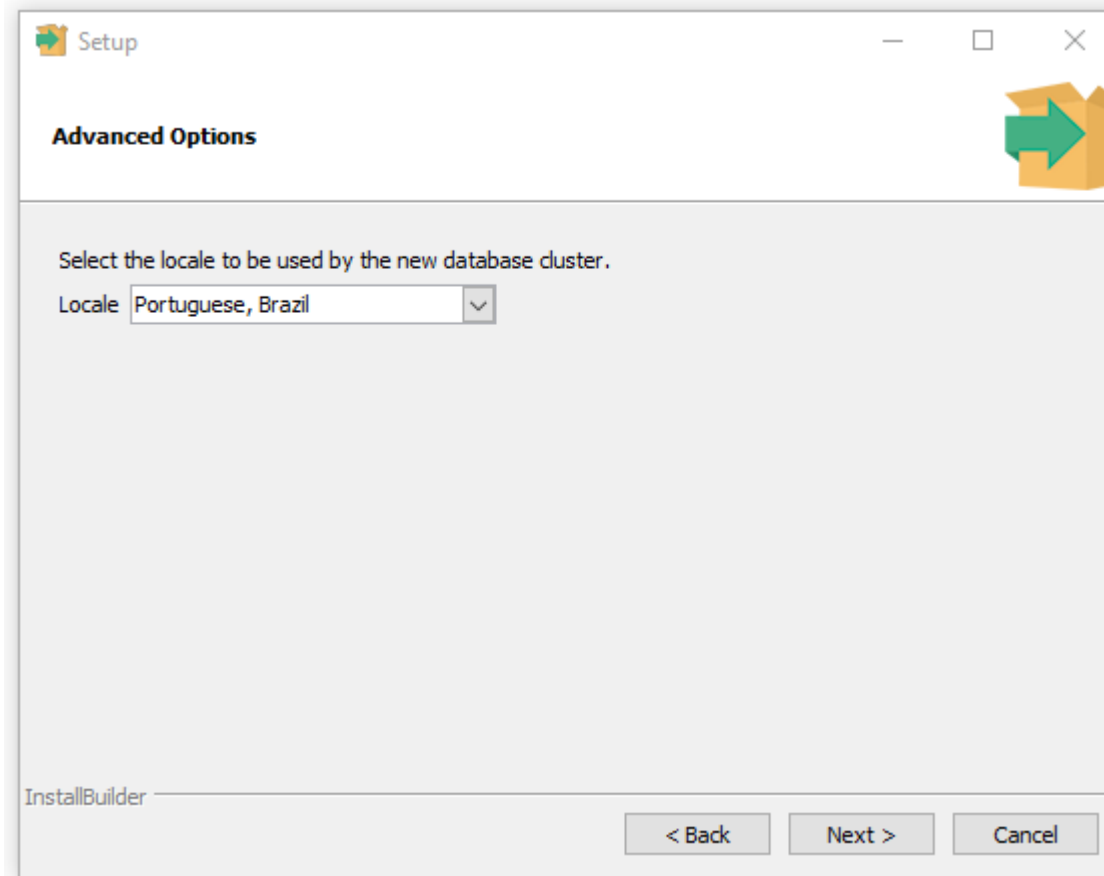 Setup
Advanced Options
Select the locale to be used by the new database cluster.
Locale Portuguese, Brazil
InstallBuilder
< Back Next > Cancel